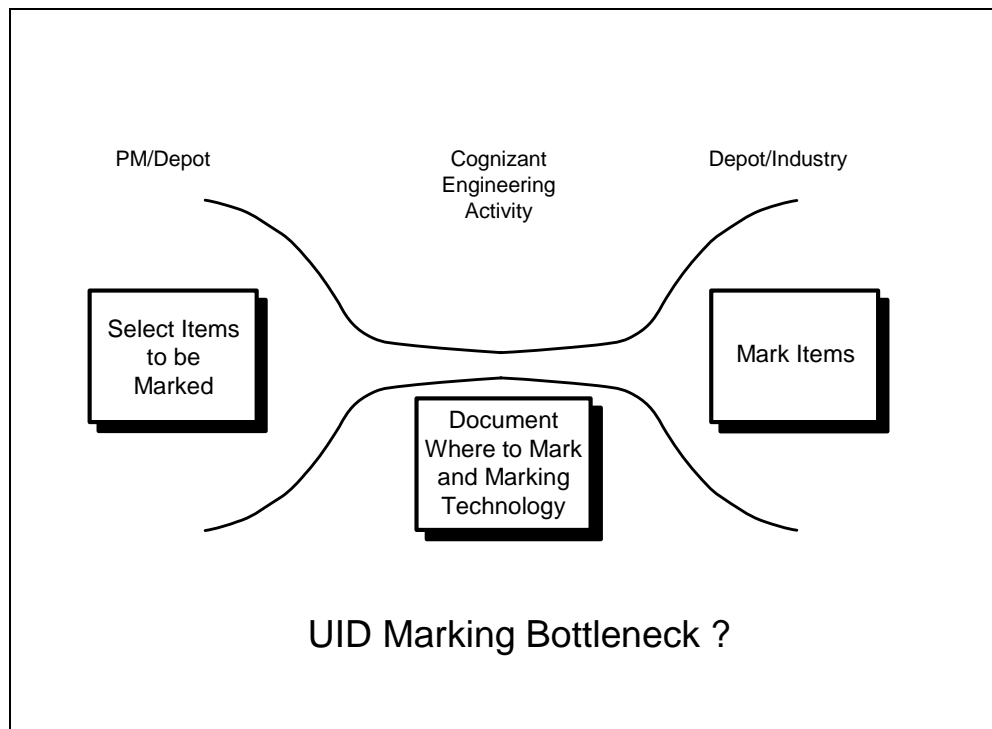 PM/Depot
Cognizant
Engineering
Activity
Depot/Industry
Select Items
to be
Marked
Document
Where to Mark
and Marking
Technology
Mark Items
UID Marking Bottleneck ?